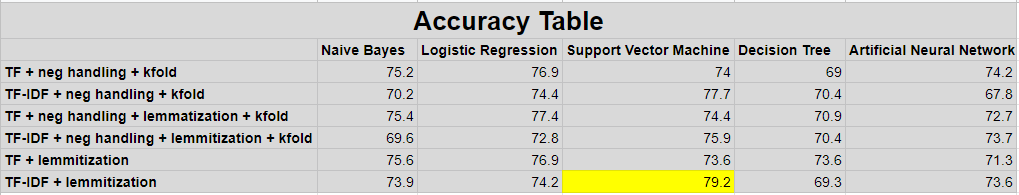 Accuracy Table
Naive Bayes Logistic Regression Support Vector Machine Decision Tree Artificial Neural Network
TF + neg handling + kfold 75.2 76.9 74 69 74.2
TF-IDF + neg handling + kfold 70.2 74.4 77.7 70.4 67.8
TF + neg handling + lemmatization + kfold 75.4 77.4 74.4 70.9 72.7
TF-IDF + neg handling + lemmitization + kfold 69.6 72.8 75.9 70.4 73.7
TF + lemmitization 75.6 76.9 73.6 73.6 71.3
TF-IDF + lemmitization 73.9 74.2 79.2 69.3 73.6